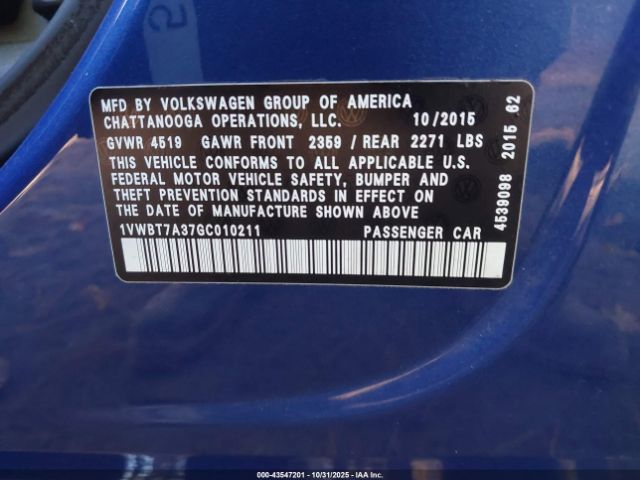 MFD BY VOLKSWAGEN GROUP OF AMERICA
CHATTANOOGA OPERATIONS, LLC. 10/2015
GVWR 4519 GAWR FRONT 2359 / REAR 2271 LBS
THIS VEHICLE CONFORMS TO ALL APPLICABLE U.S.
FEDERAL MOTOR VEHICLE SAFETY, BUMPER AND
THEFT PREVENTION STANDARDS IN EFFECT ON
THE DATE OF MANUFACTURE SHOWN ABOVE
1VWBT7A37GC010211 PASSENGER CAR
4539098 2015 62
000-43547201 - 10/31/2025 - IAAI.com